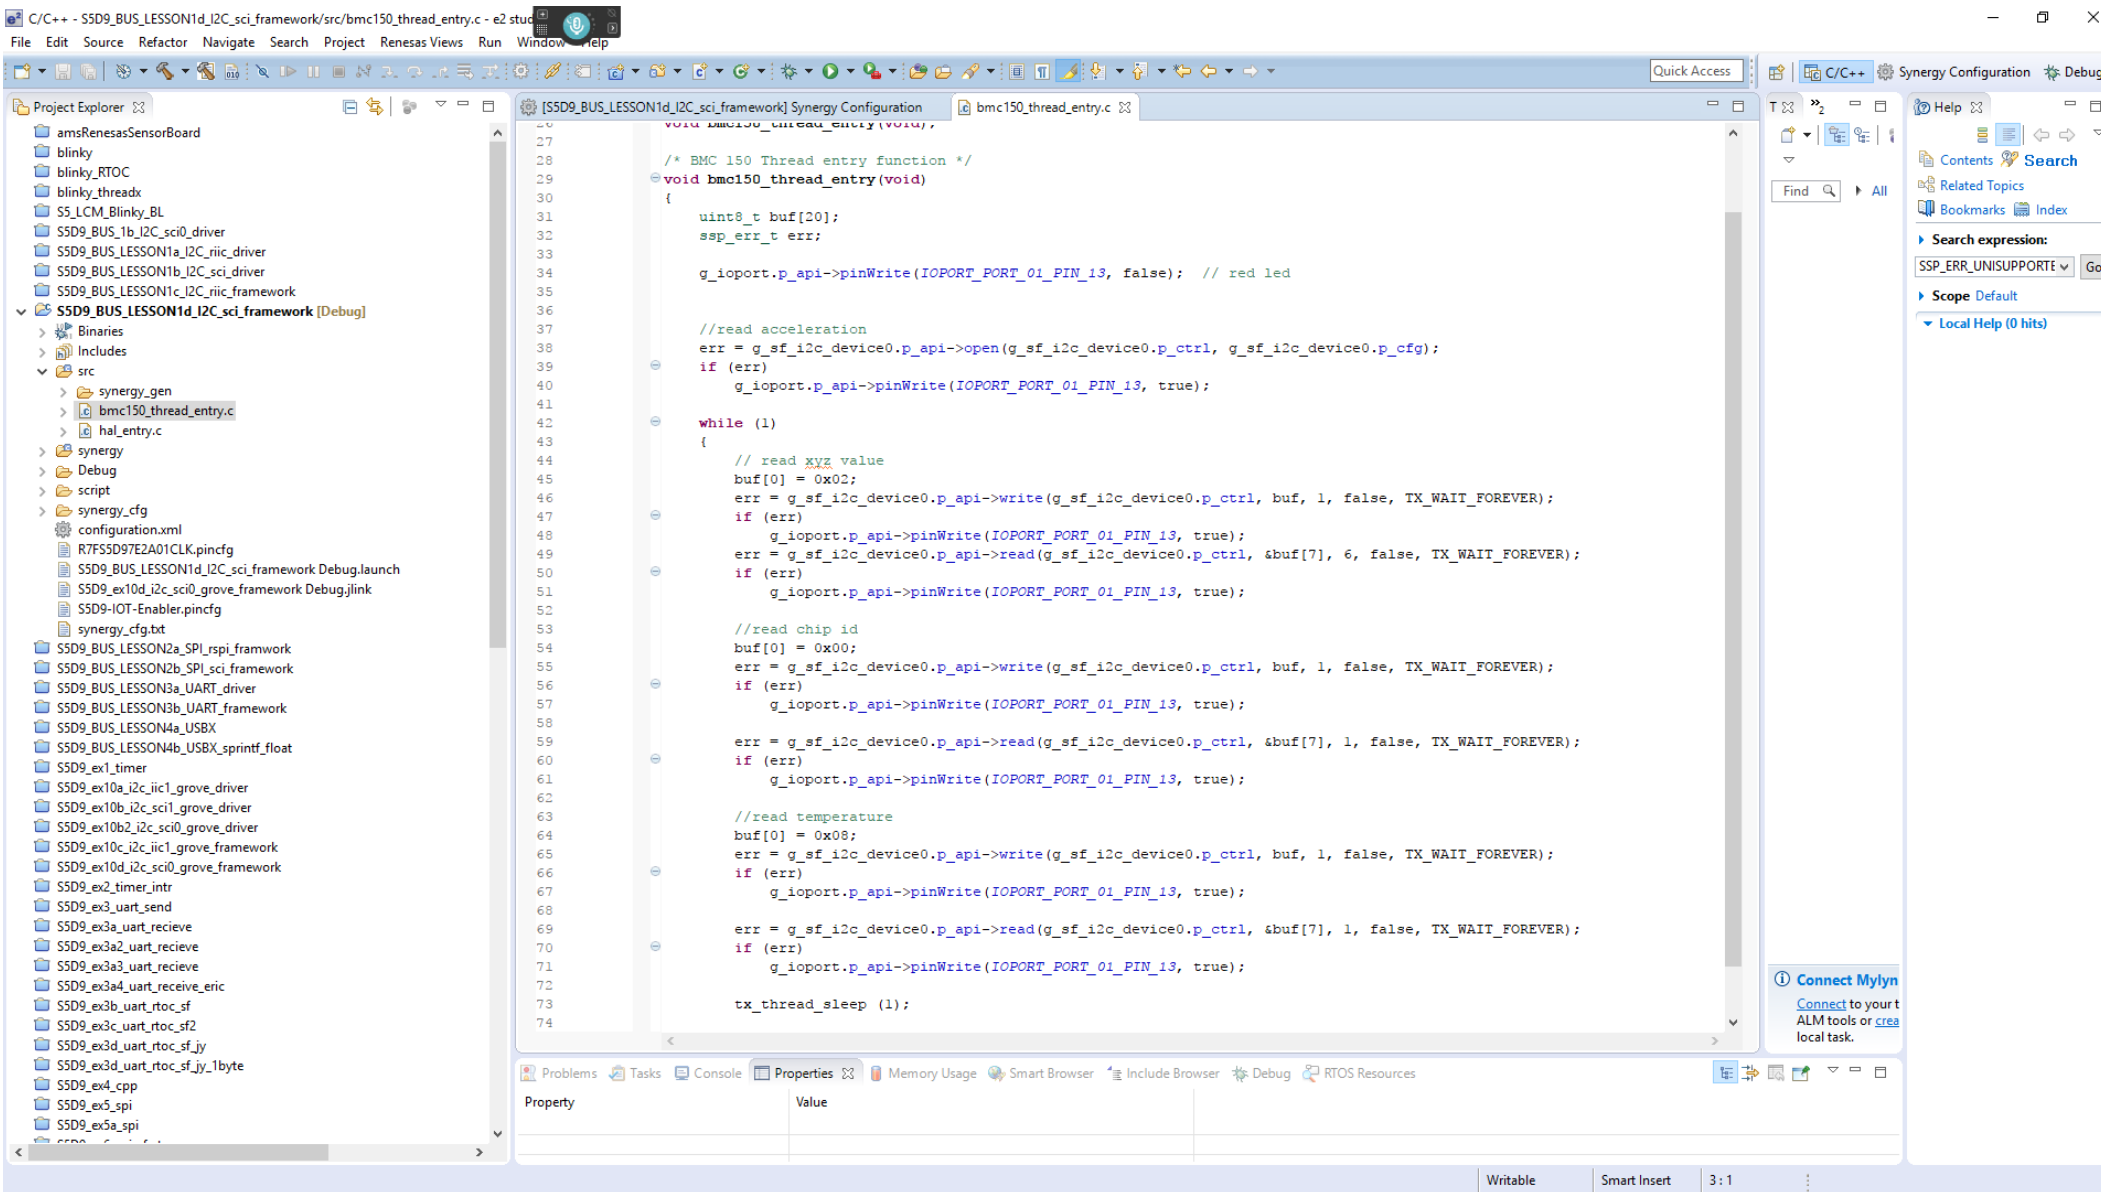 C/C++ - S5D9_BUS_LESSON1d_I2C_sci_framework/src/bmc150_thread_entry.c - e2 stud
File Edit Source Refactor Navigate Search Project Renesas Views Run Window Help
Quick Access
C/C++
Synergy Configuration
Debug
Project Explorer
amsRenesasSensorBoard
blinky
blinky_RTOC
blinky_threadx
S5_LCM_Blinky_BL
S5D9_BUS_1b_I2C_sci0_driver
S5D9_BUS_LESSON1a_I2C_riic_driver
S5D9_BUS_LESSON1b_I2C_sci_driver
S5D9_BUS_LESSON1c_I2C_riic_framework
S5D9_BUS_LESSON1d_I2C_sci_framework [Debug]
Binaries
Includes
src
synergy_gen
bmc150_thread_entry.c
hal_entry.c
synergy
Debug
script
synergy_cfg
configuration.xml
R7FS5D97E2A01CLK.pincfg
S5D9_BUS_LESSON1d_I2C_sci_framework Debug.launch
S5D9_ex10d_i2c_sci0_grove_framework Debug.jlink
S5D9-IOT-Enabler.pincfg
synergy_cfg.txt
S5D9_BUS_LESSON2a_SPI_rspi_framwork
S5D9_BUS_LESSON2b_SPI_sci_framework
S5D9_BUS_LESSON3a_UART_driver
S5D9_BUS_LESSON3b_UART_framework
S5D9_BUS_LESSON4a_USBX
S5D9_BUS_LESSON4b_USBX_sprintf_float
S5D9_ex1_timer
S5D9_ex10a_i2c_iic1_grove_driver
S5D9_ex10b_i2c_sci1_grove_driver
S5D9_ex10b2_i2c_sci0_grove_driver
S5D9_ex10c_i2c_iic1_grove_framework
S5D9_ex10d_i2c_sci0_grove_framework
S5D9_ex2_timer_intr
S5D9_ex3_uart_send
S5D9_ex3a_uart_recieve
S5D9_ex3a2_uart_recieve
S5D9_ex3a3_uart_recieve
S5D9_ex3a4_uart_receive_eric
S5D9_ex3b_uart_rtoc_sf
S5D9_ex3c_uart_rtoc_sf2
S5D9_ex3d_uart_rtoc_sf_jy
S5D9_ex3d_uart_rtoc_sf_jy_1byte
S5D9_ex4_cpp
S5D9_ex5_spi
S5D9_ex5a_spi
[S5D9_BUS_LESSON1d_I2C_sci_framework] Synergy Configuration
bmc150_thread_entry.c
26 void bmc150_thread_entry(void);
27
28 /* BMC 150 Thread entry function */
29 void bmc150_thread_entry(void)
30 {
31 uint8_t buf[20];
32 ssp_err_t err;
33
34 g_ioport.p_api->pinWrite(IOPORT_PORT_01_PIN_13, false); // red led
35
36
37 //read acceleration
38 err = g_sf_i2c_device0.p_api->open(g_sf_i2c_device0.p_ctrl, g_sf_i2c_device0.p_cfg);
39 if (err)
40 g_ioport.p_api->pinWrite(IOPORT_PORT_01_PIN_13, true);
41
42 while (1)
43 {
44 // read xyz value
45 buf[0] = 0x02;
46 err = g_sf_i2c_device0.p_api->write(g_sf_i2c_device0.p_ctrl, buf, 1, false, TX_WAIT_FOREVER);
47 if (err)
48 g_ioport.p_api->pinWrite(IOPORT_PORT_01_PIN_13, true);
49 err = g_sf_i2c_device0.p_api->read(g_sf_i2c_device0.p_ctrl, &buf[7], 6, false, TX_WAIT_FOREVER);
50 if (err)
51 g_ioport.p_api->pinWrite(IOPORT_PORT_01_PIN_13, true);
52
53 //read chip id
54 buf[0] = 0x00;
55 err = g_sf_i2c_device0.p_api->write(g_sf_i2c_device0.p_ctrl, buf, 1, false, TX_WAIT_FOREVER);
56 if (err)
57 g_ioport.p_api->pinWrite(IOPORT_PORT_01_PIN_13, true);
58
59 err = g_sf_i2c_device0.p_api->read(g_sf_i2c_device0.p_ctrl, &buf[7], 1, false, TX_WAIT_FOREVER);
60 if (err)
61 g_ioport.p_api->pinWrite(IOPORT_PORT_01_PIN_13, true);
62
63 //read temperature
64 buf[0] = 0x08;
65 err = g_sf_i2c_device0.p_api->write(g_sf_i2c_device0.p_ctrl, buf, 1, false, TX_WAIT_FOREVER);
66 if (err)
67 g_ioport.p_api->pinWrite(IOPORT_PORT_01_PIN_13, true);
68
69 err = g_sf_i2c_device0.p_api->read(g_sf_i2c_device0.p_ctrl, &buf[7], 1, false, TX_WAIT_FOREVER);
70 if (err)
71 g_ioport.p_api->pinWrite(IOPORT_PORT_01_PIN_13, true);
72
73 tx_thread_sleep (1);
74
Problems Tasks Console Properties Memory Usage Smart Browser Include Browser Debug RTOS Resources
Property Value
T
2
Find All
Connect Mylyn
Connect to your t
ALM tools or crea
local task.
Help
Contents Search
Related Topics
Bookmarks Index
Search expression:
SSP_ERR_UNISUPPORTE Go
Scope Default
Local Help (0 hits)
Writable Smart Insert 3 : 1